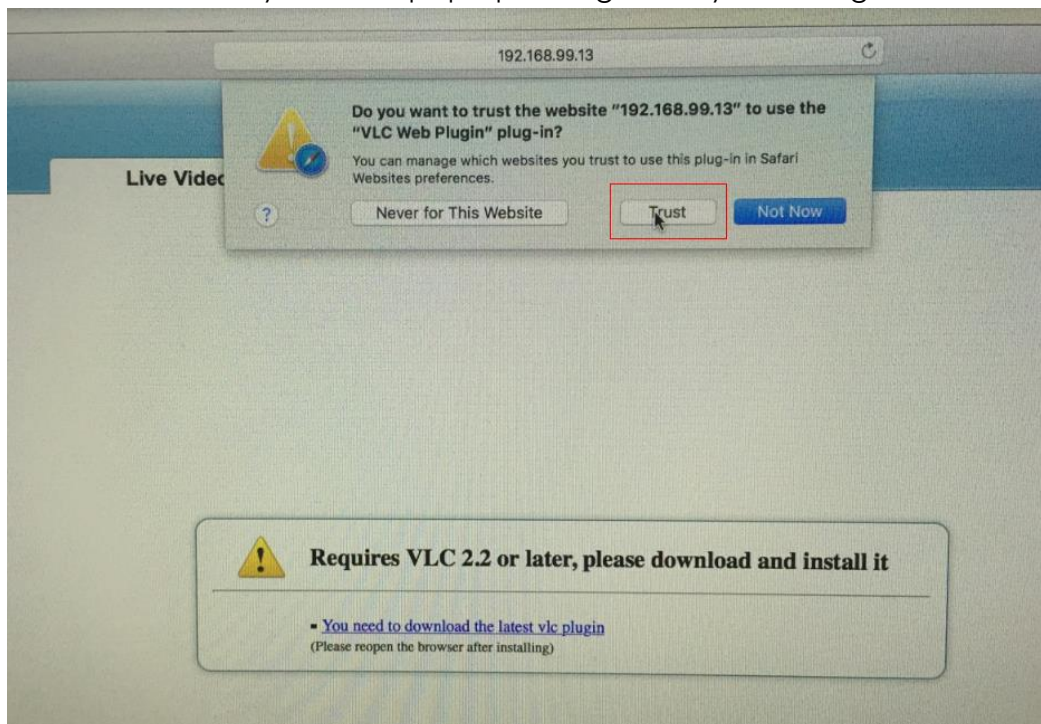 192.168.99.13
Do you want to trust the website “192.168.99.13” to use the
“VLC Web Plugin” plug-in?
You can manage which websites you trust to use this plug-in in Safari
Websites preferences.
Live Video
?
Never for This Website
Trust
Not Now
Requires VLC 2.2 or later, please download and install it
- You need to download the latest vlc plugin
(Please reopen the browser after installing)